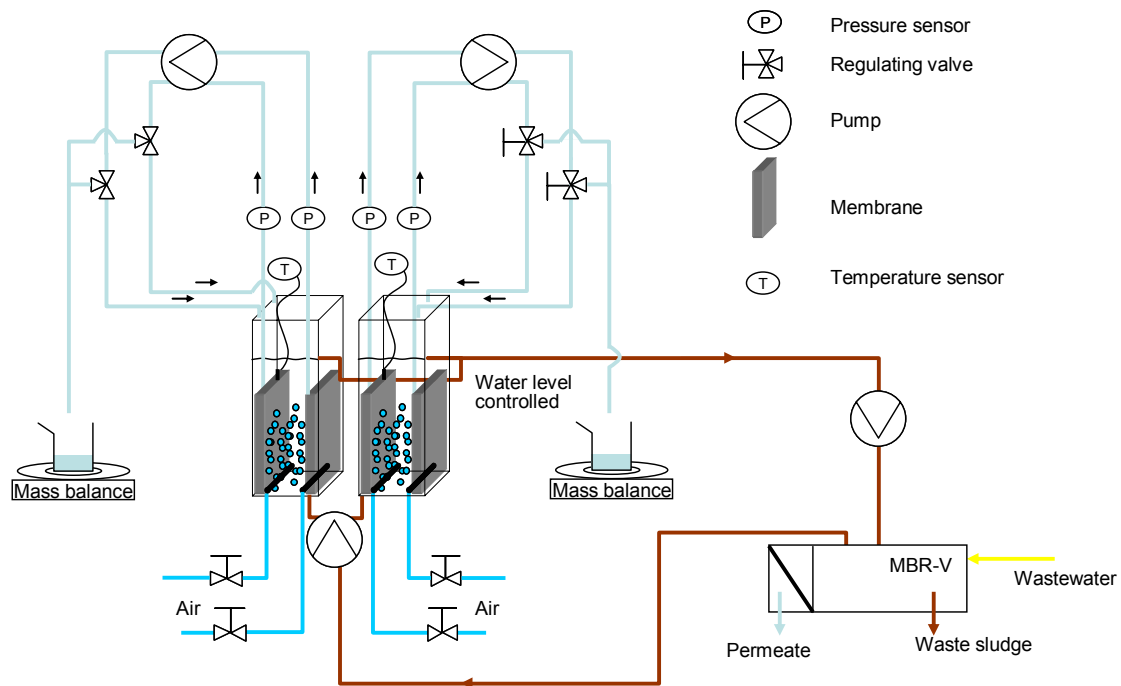 P
Pressure sensor
Regulating valve
Pump
Membrane
T
Temperature sensor
P
P
P
P
T
T
Water level
controlled
Mass balance
Mass balance
Air
Air
MBR-V
Wastewater
Permeate
Waste sludge